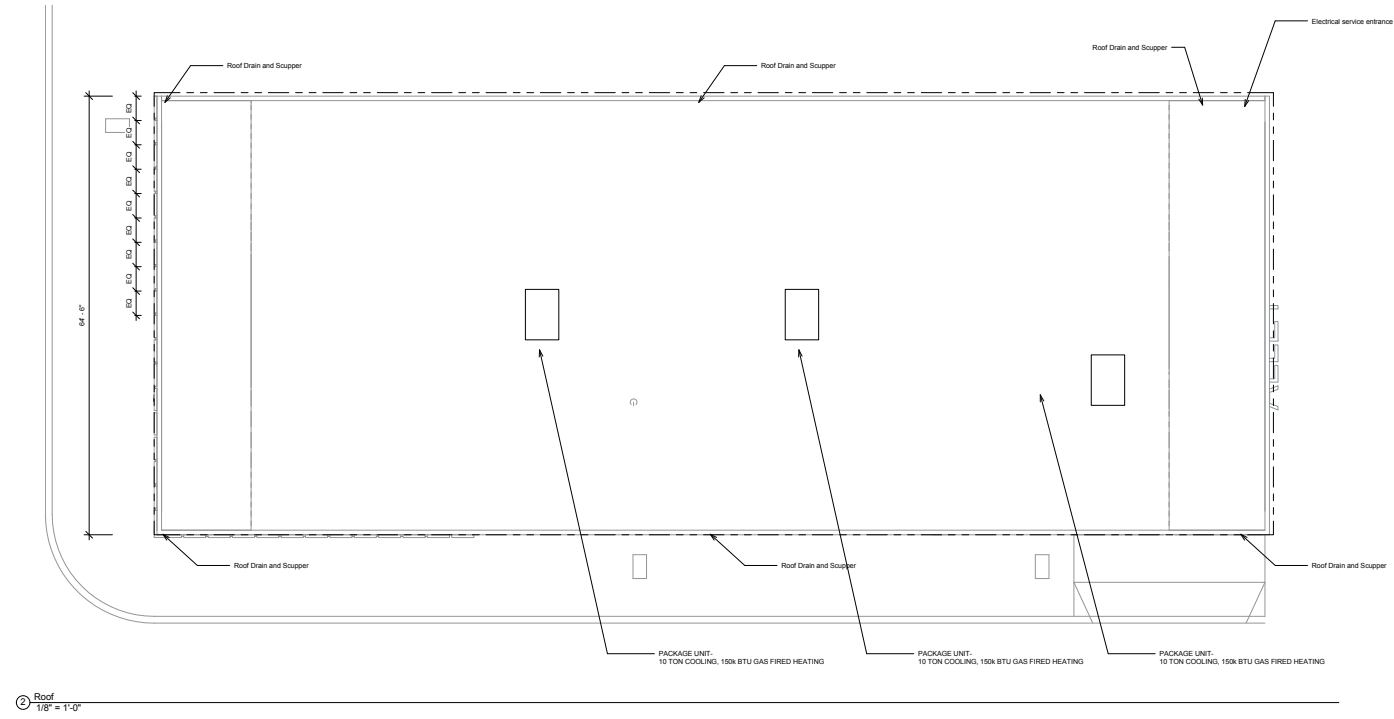 Electrical service entrance
Roof Drain and Scupper
Roof Drain and Scupper
Roof Drain and Scupper
EQ
EQ
EQ
EQ
EQ
EQ
EQ
EQ
EQ
64' - 6"
Roof Drain and Scupper
Roof Drain and Scupper
Roof Drain and Scupper
PACKAGE UNIT-
10 TON COOLING, 150k BTU GAS FIRED HEATING
PACKAGE UNIT-
10 TON COOLING, 150k BTU GAS FIRED HEATING
PACKAGE UNIT-
10 TON COOLING, 150k BTU GAS FIRED HEATING
2
Roof
1/8" = 1'-0"